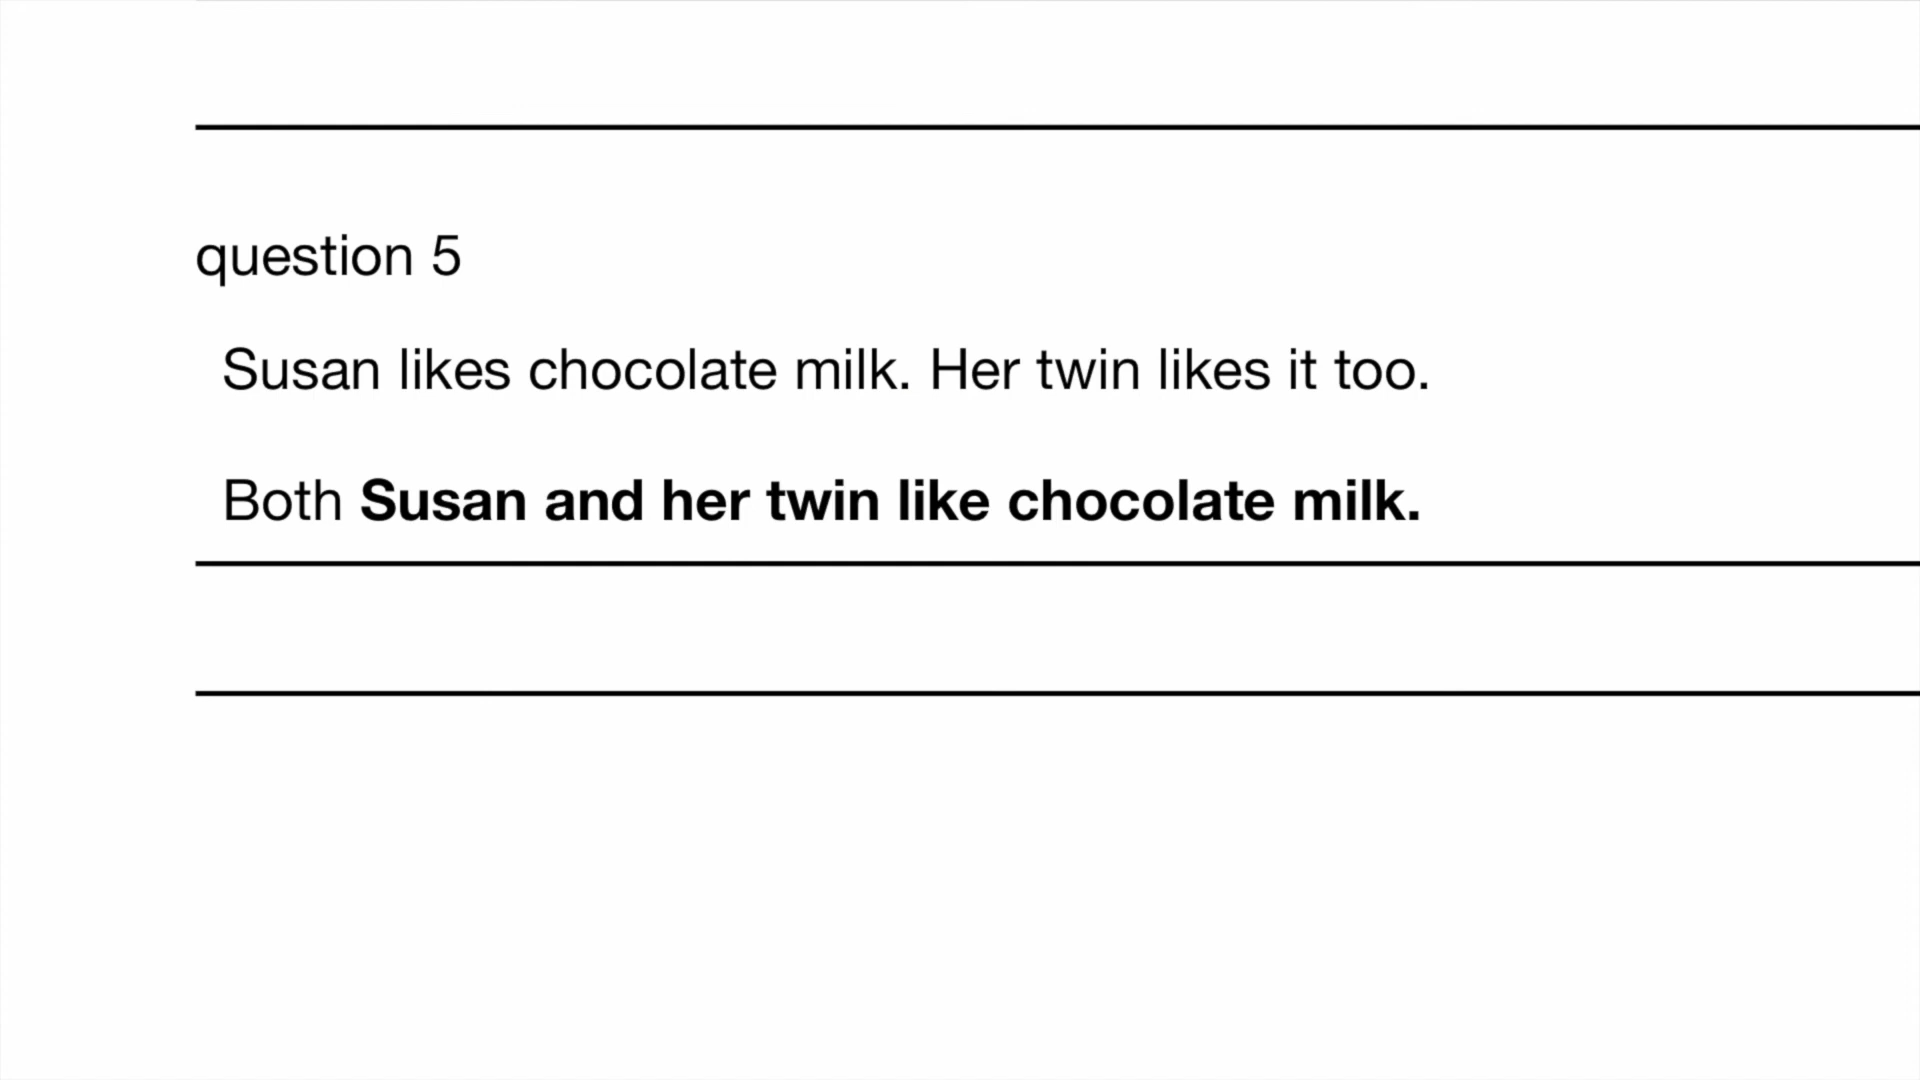 question 5
Susan likes chocolate milk. Her twin likes it too.
Both Susan and her twin like chocolate milk.